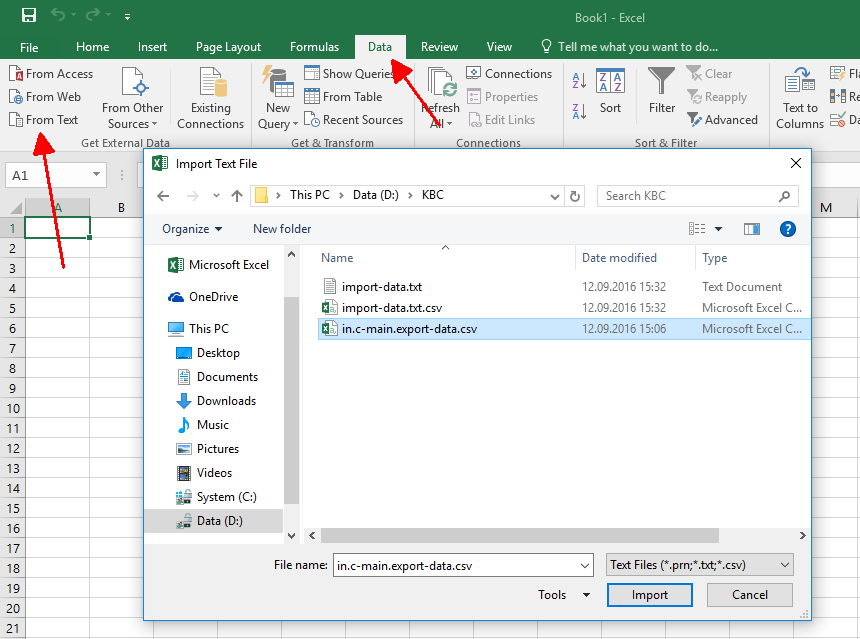 Book1 - Excel
File Home Insert Page Layout Formulas Data Review View Tell me what you want to do...
From Access
From Web
From Text
From Other
Sources
Existing
Connections
Get External Data
New
Query
Show Queries
From Table
Recent Sources
Get & Transform
Refresh
All
Connections
Properties
Edit Links
Connections
Sort
Filter
Clear
Reapply
Advanced
Sort & Filter
Text to
Columns
Fla
Re
Da
A1
A B M
1
2
3
4
5
6
7
8
9
10
11
12
13
14
15
16
17
18
19
20
21
Import Text File
This PC > Data (D:) > KBC
Search KBC
Organize New folder
Microsoft Excel
OneDrive
This PC
Desktop
Documents
Downloads
Music
Pictures
Videos
System (C:)
Data (D:)
Name Date modified Type
import-data.txt 12.09.2016 15:32 Text Document
import-data.txt.csv 12.09.2016 15:32 Microsoft Excel C...
in.c-main.export-data.csv 12.09.2016 15:06 Microsoft Excel C...
File name: in.c-main.export-data.csv Text Files (*.prn;*.txt;*.csv)
Tools Import Cancel